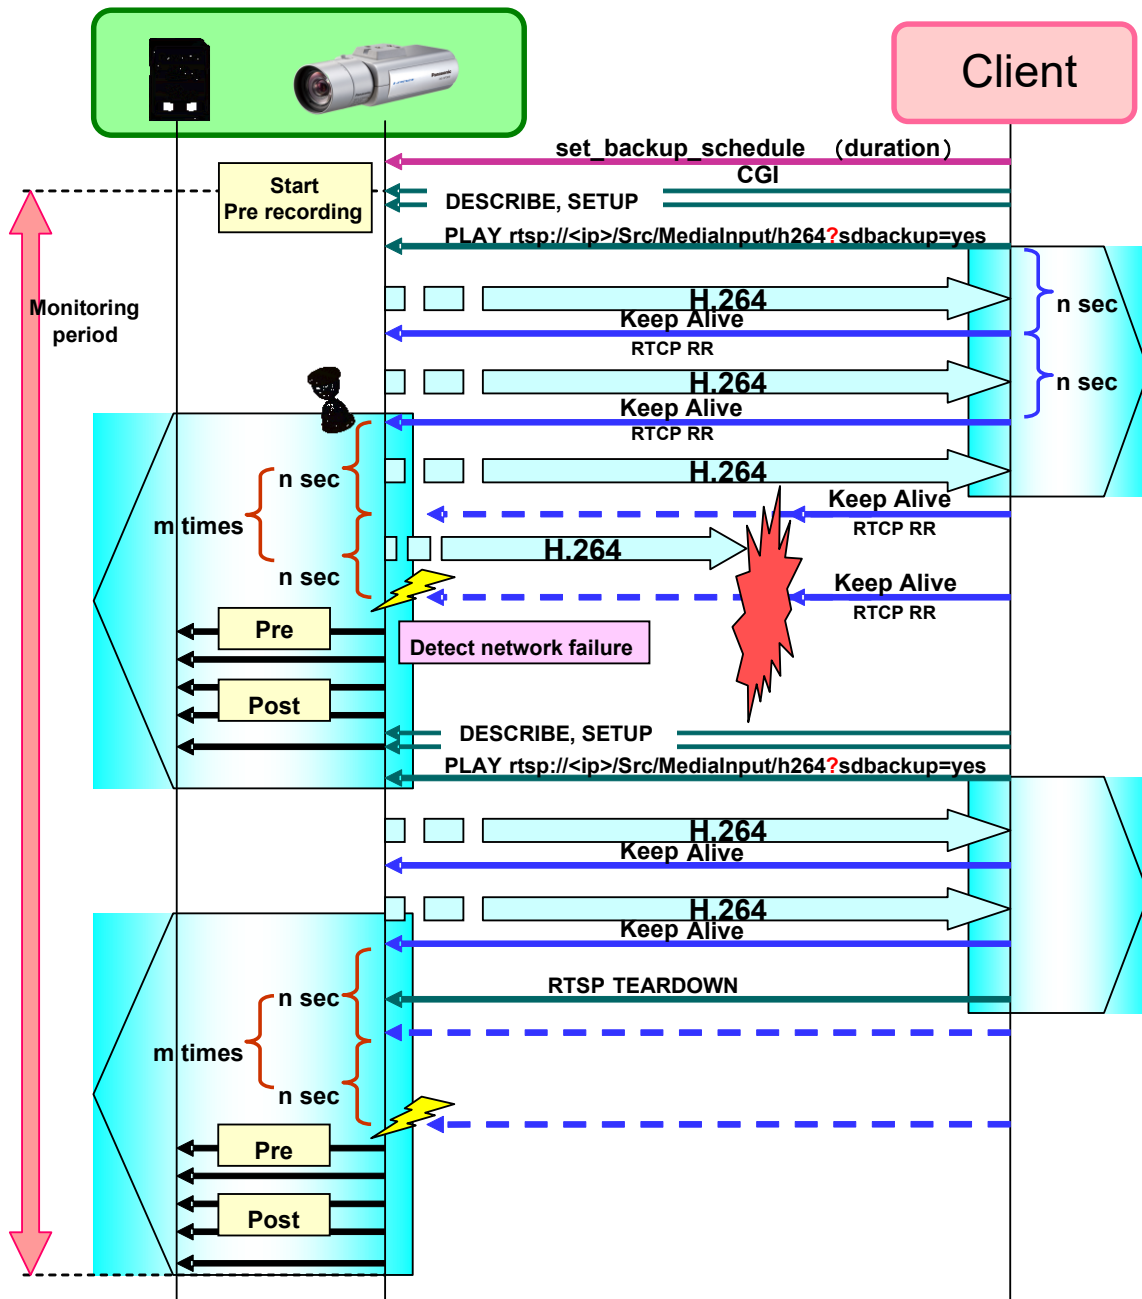 Client
Panasonic
set_backup_schedule （duration）
CGI
Start
Pre recording
DESCRIBE, SETUP
PLAY rtsp://<ip>/Src/MediaInput/h264?sdbackup=yes
Monitoring
period
H.264
n sec
Keep Alive
RTCP RR
H.264
n sec
Keep Alive
RTCP RR
H.264
n sec
Keep Alive
m times
RTCP RR
H.264
n sec
Keep Alive
RTCP RR
Pre
Detect network failure
Post
DESCRIBE, SETUP
PLAY rtsp://<ip>/Src/MediaInput/h264?sdbackup=yes
H.264
Keep Alive
H.264
Keep Alive
RTSP TEARDOWN
n sec
m times
n sec
Pre
Post